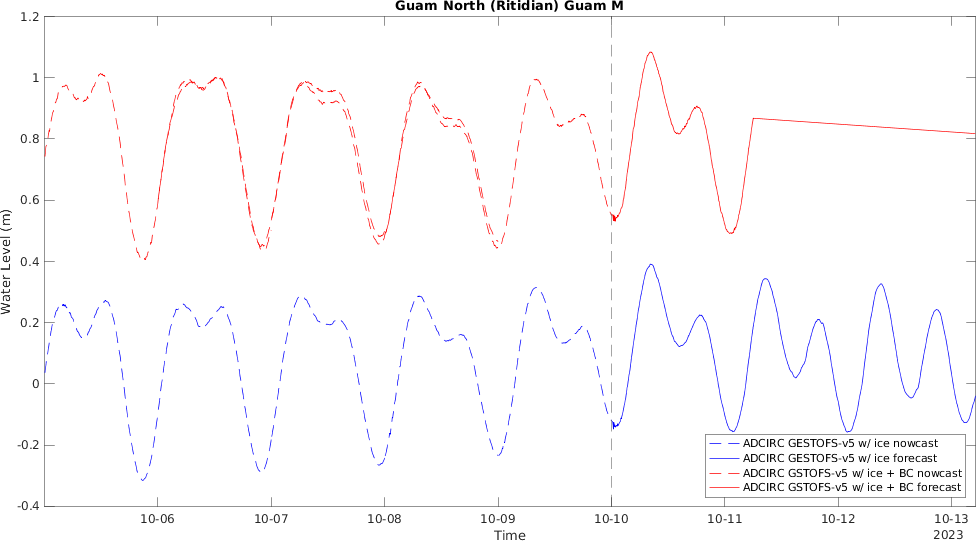 Guam North (Ritidian) Guam M
1.2
1
0.8
0.6
0.4
0.2
0
-0.2
-0.4
Water Level (m)
10-06
10-07
10-08
10-09
10-10
10-11
10-12
10-13
Time
2023
ADCIRC GESTOFS-v5 w/ ice nowcast
ADCIRC GESTOFS-v5 w/ ice forecast
ADCIRC GSTOFS-v5 w/ ice + BC nowcast
ADCIRC GSTOFS-v5 w/ ice + BC forecast